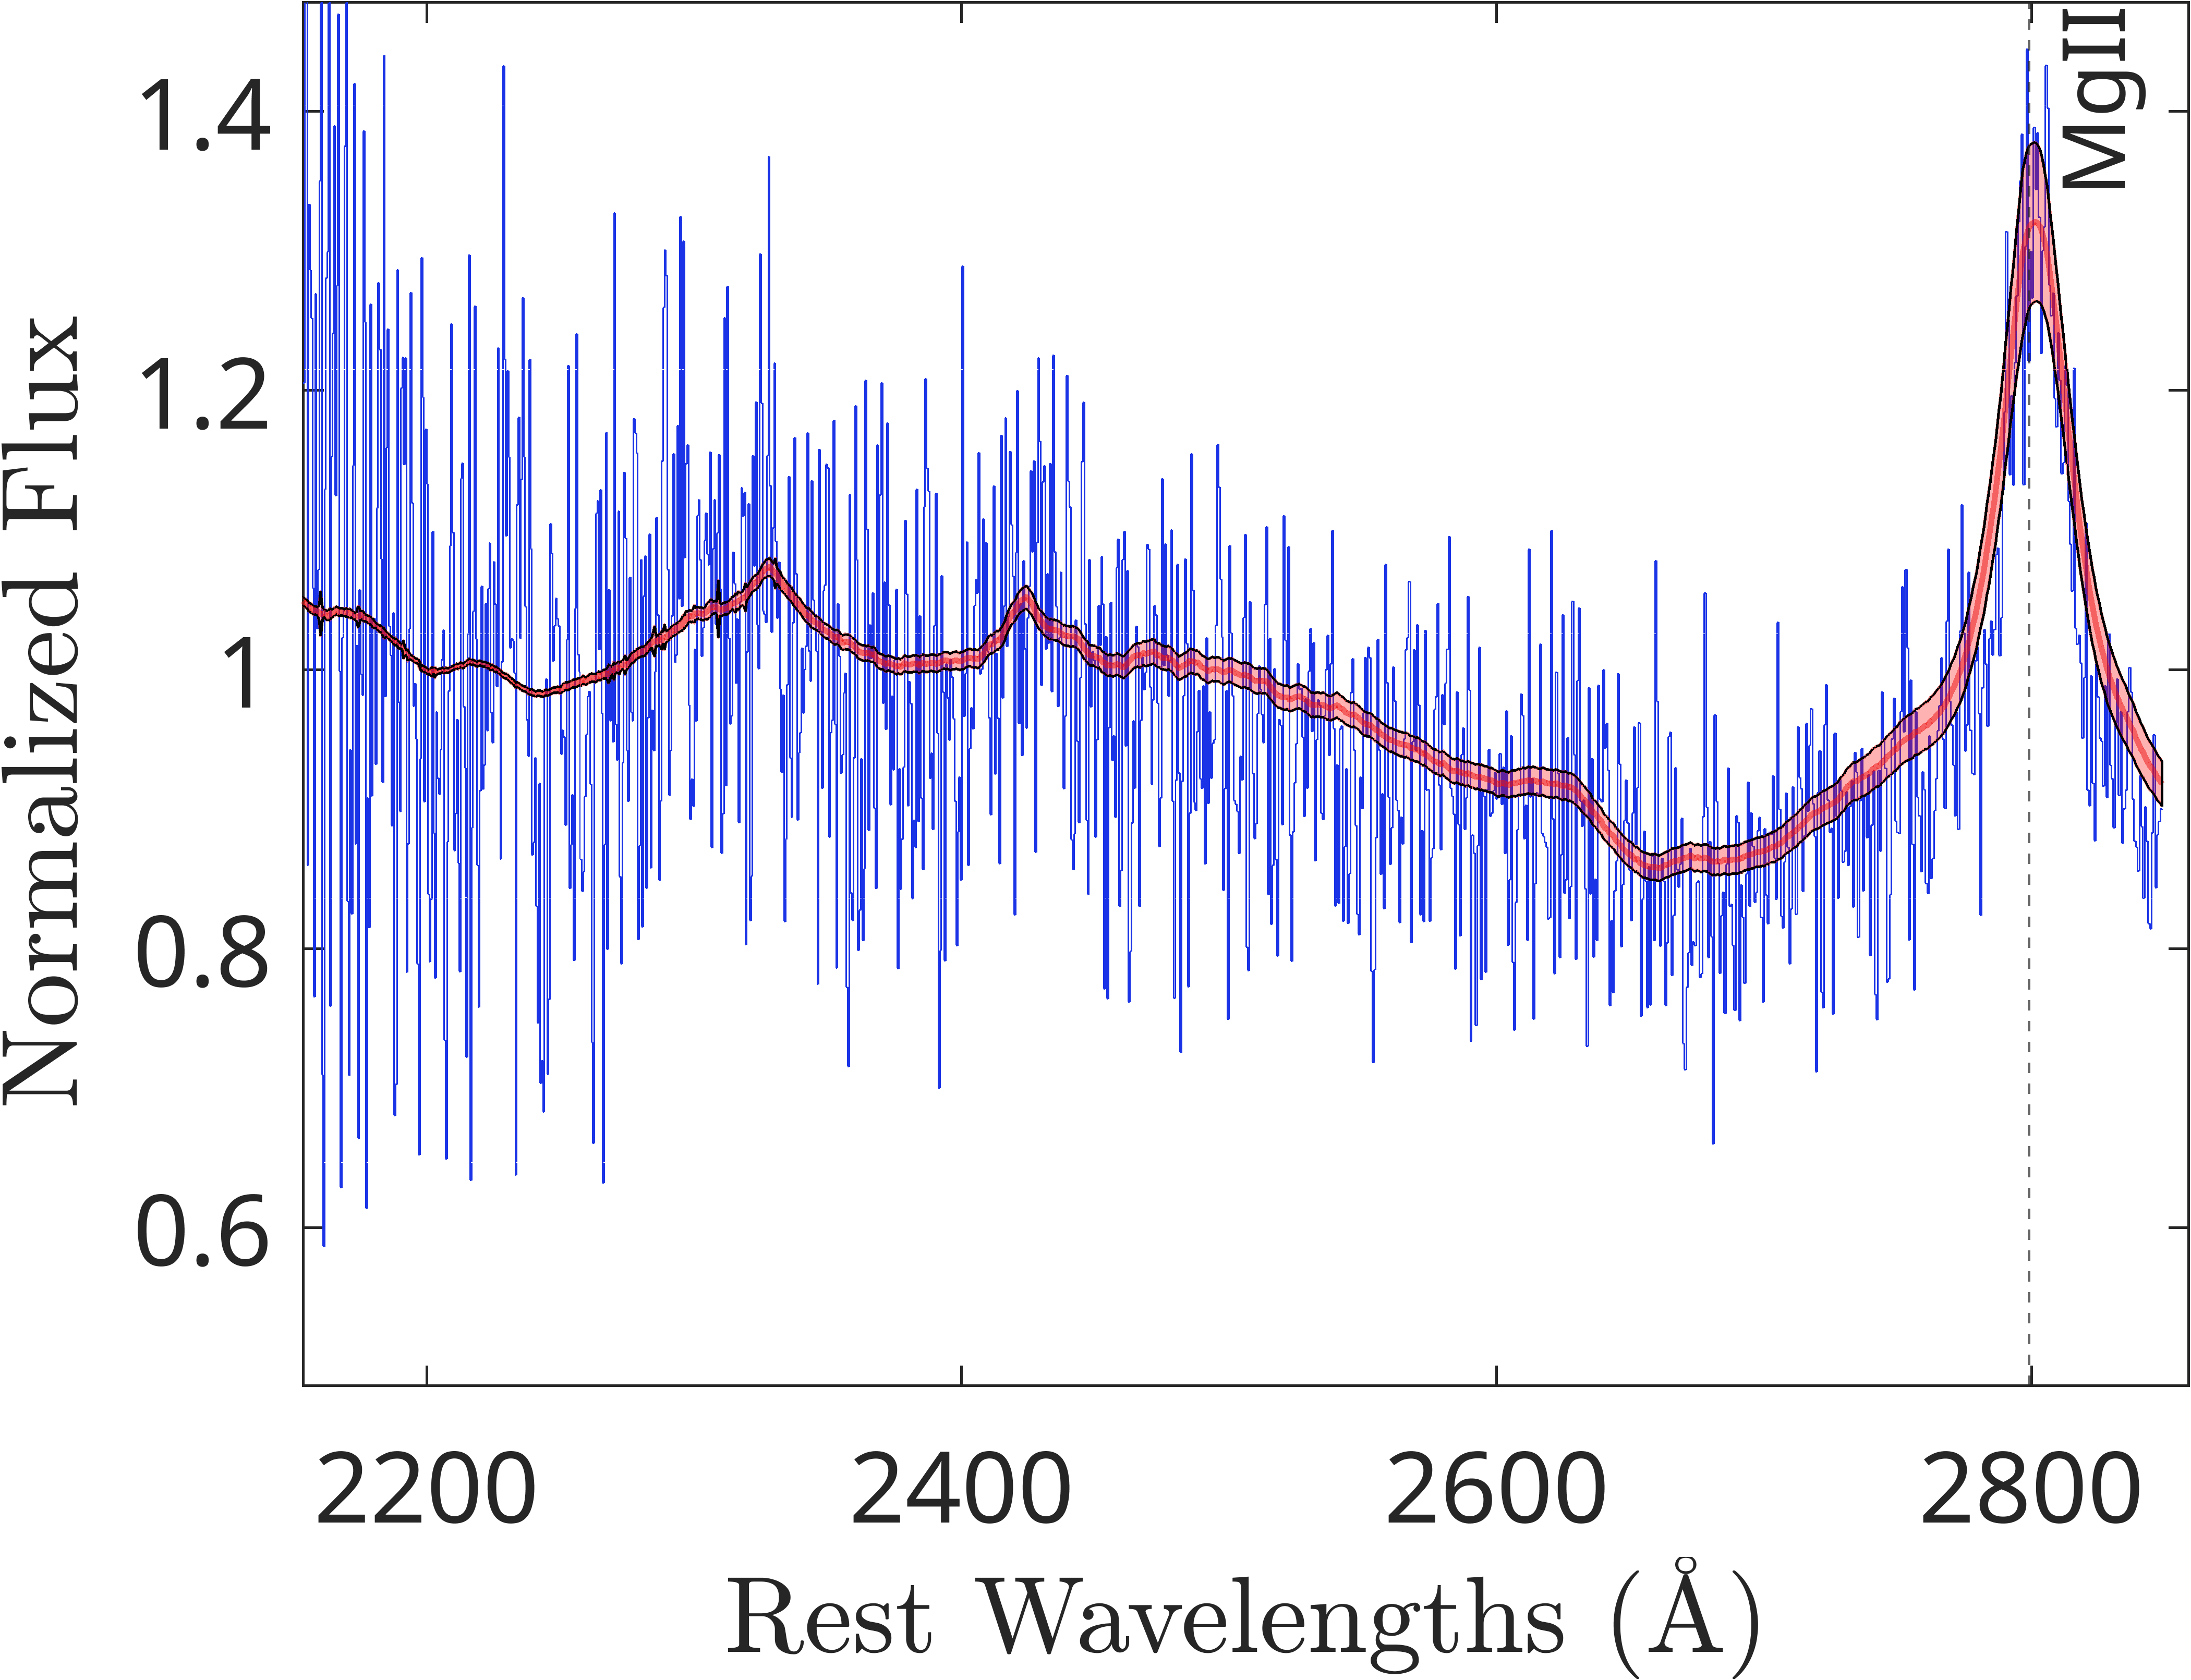 Normalized Flux
1.4
1.2
1
0.8
0.6
MgII
2200 2400 2600 2800
Rest Wavelengths (Å)